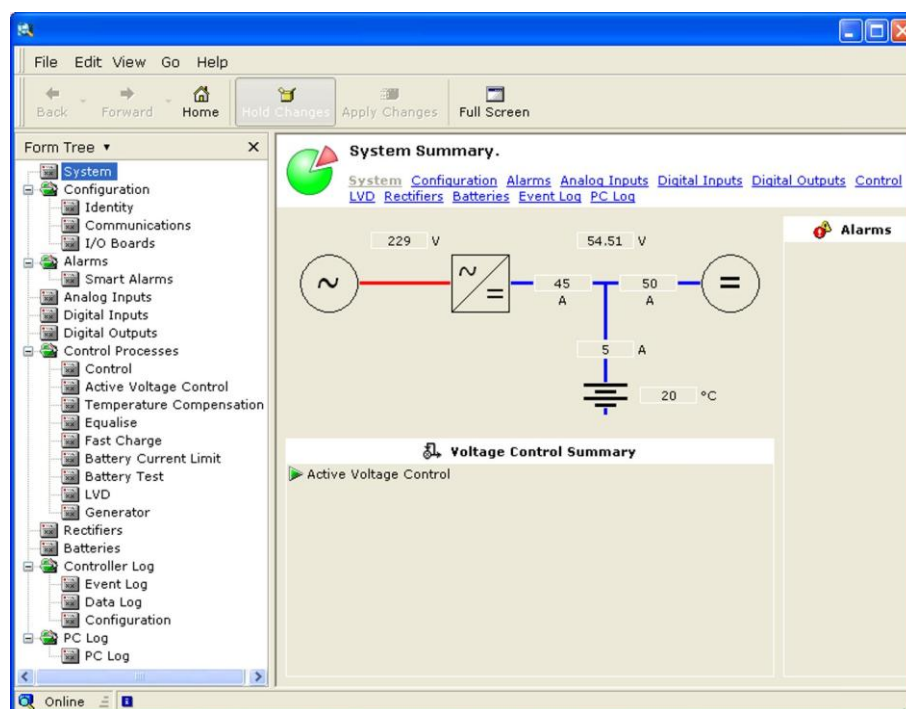 File Edit View Go Help
Back Forward Home Hold Changes Apply Changes Full Screen
Form Tree
System
Configuration
Identity
Communications
I/O Boards
Alarms
Smart Alarms
Analog Inputs
Digital Inputs
Digital Outputs
Control Processes
Control
Active Voltage Control
Temperature Compensation
Equalise
Fast Charge
Battery Current Limit
Battery Test
LVD
Generator
Rectifiers
Batteries
Controller Log
Event Log
Data Log
Configuration
PC Log
PC Log
System Summary.
System Configuration Alarms Analog Inputs Digital Inputs Digital Outputs Control
LVD Rectifiers Batteries Event Log PC Log
229 V 54.51 V
45 50
A A
5 A
20 °C
Voltage Control Summary
Active Voltage Control
Alarms
Online